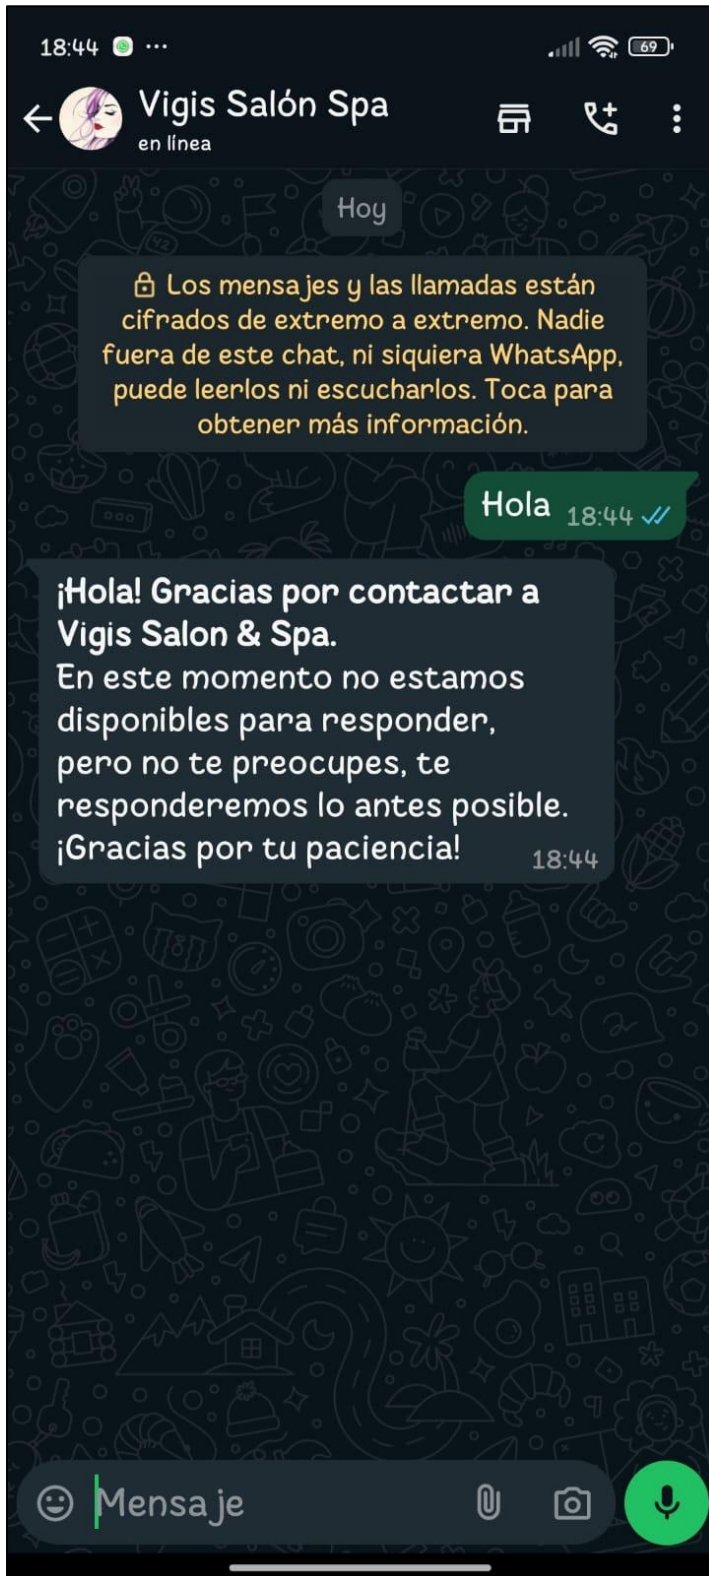 18:44 ...
69
Vigis Salón Spa
en línea
Hoy
Los mensajes y las llamadas están
cifrados de extremo a extremo. Nadie
fuera de este chat, ni siquiera WhatsApp,
puede leerlos ni escucharlos. Toca para
obtener más información.
Hola 18:44
¡Hola! Gracias por contactar a
Vigis Salon & Spa.
En este momento no estamos
disponibles para responder,
pero no te preocupes, te
responderemos lo antes posible.
¡Gracias por tu paciencia! 18:44
Mensaje